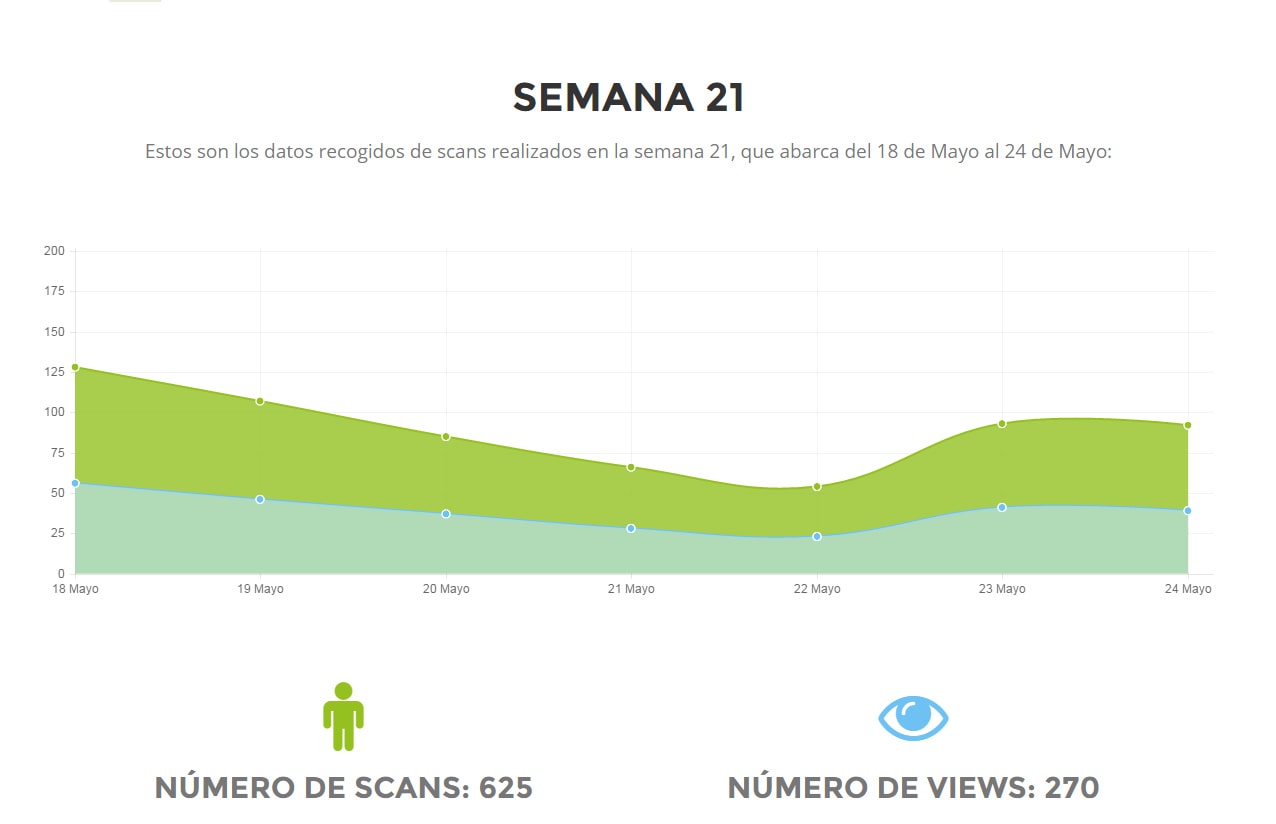 SEMANA 21
Estos son los datos recogidos de scans realizados en la semana 21, que abarca del 18 de Mayo al 24 de Mayo:
200
175
150
125
100
75
50
25
0
18 Mayo 19 Mayo 20 Mayo 21 Mayo 22 Mayo 23 Mayo 24 Mayo
NÚMERO DE SCANS: 625 NÚMERO DE VIEWS: 270